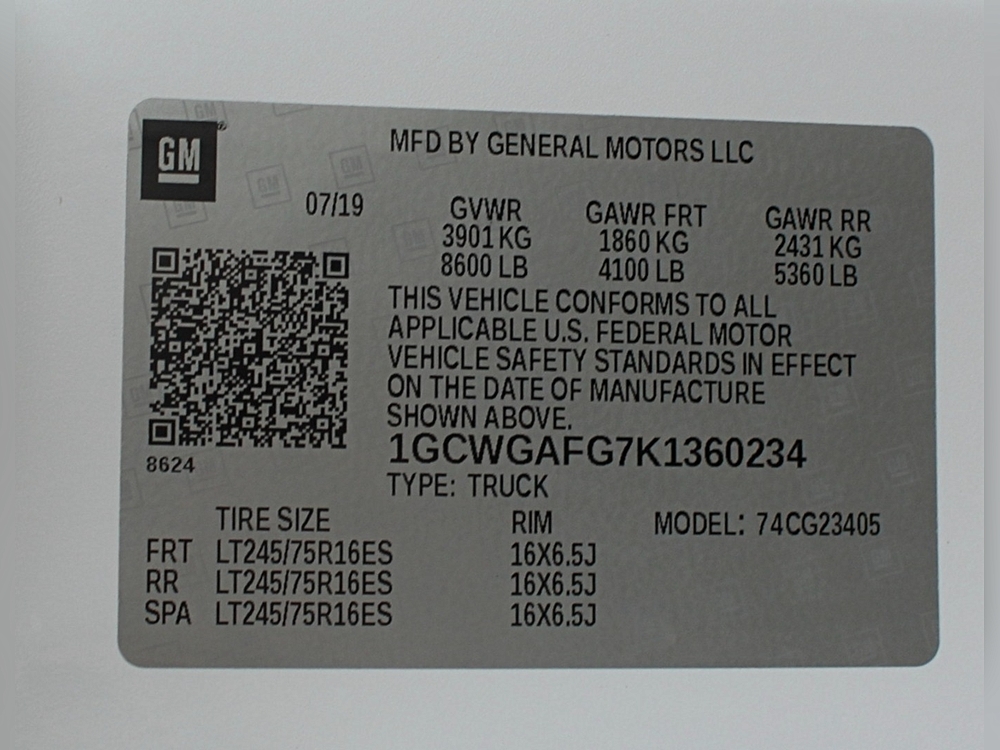 GM
MFD BY GENERAL MOTORS LLC
07/19
GVWR GAWR FRT GAWR RR
3901 KG 1860 KG 2431 KG
8600 LB 4100 LB 5360 LB
THIS VEHICLE CONFORMS TO ALL
APPLICABLE U.S. FEDERAL MOTOR
VEHICLE SAFETY STANDARDS IN EFFECT
ON THE DATE OF MANUFACTURE
SHOWN ABOVE.
1GCWGAFG7K1360234
8624
TYPE: TRUCK
TIRE SIZE RIM MODEL: 74CG23405
FRT LT245/75R16ES 16X6.5J
RR LT245/75R16ES 16X6.5J
SPA LT245/75R16ES 16X6.5J